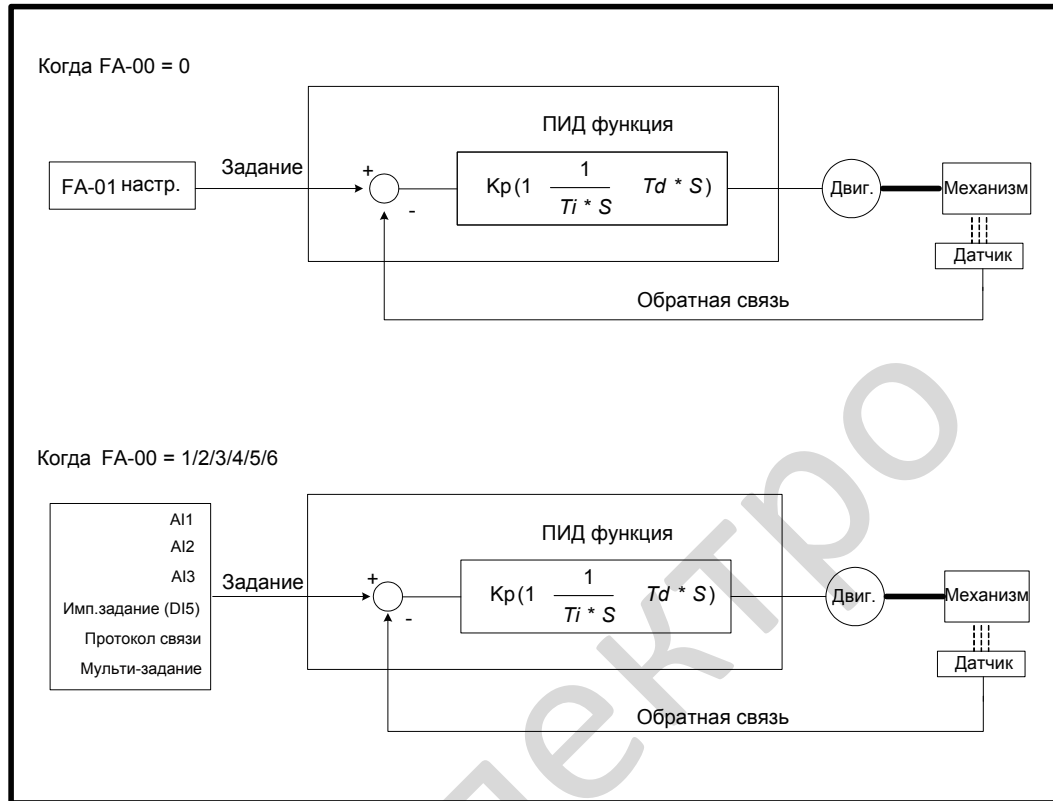 Когда FA-00 = 0
ПИД функция
FA-01 настр.
Задание
+
-
Kp(1 1 / Ti * S Td * S)
Двиг.
Механизм
Датчик
Обратная связь
Когда FA-00 = 1/2/3/4/5/6
AI1
AI2
AI3
Имп.задание (DI5)
Протокол связи
Мульти-задание
Задание
ПИД функция
+
-
Kp(1 1 / Ti * S Td * S)
Двиг.
Механизм
Датчик
Обратная связь
лектро